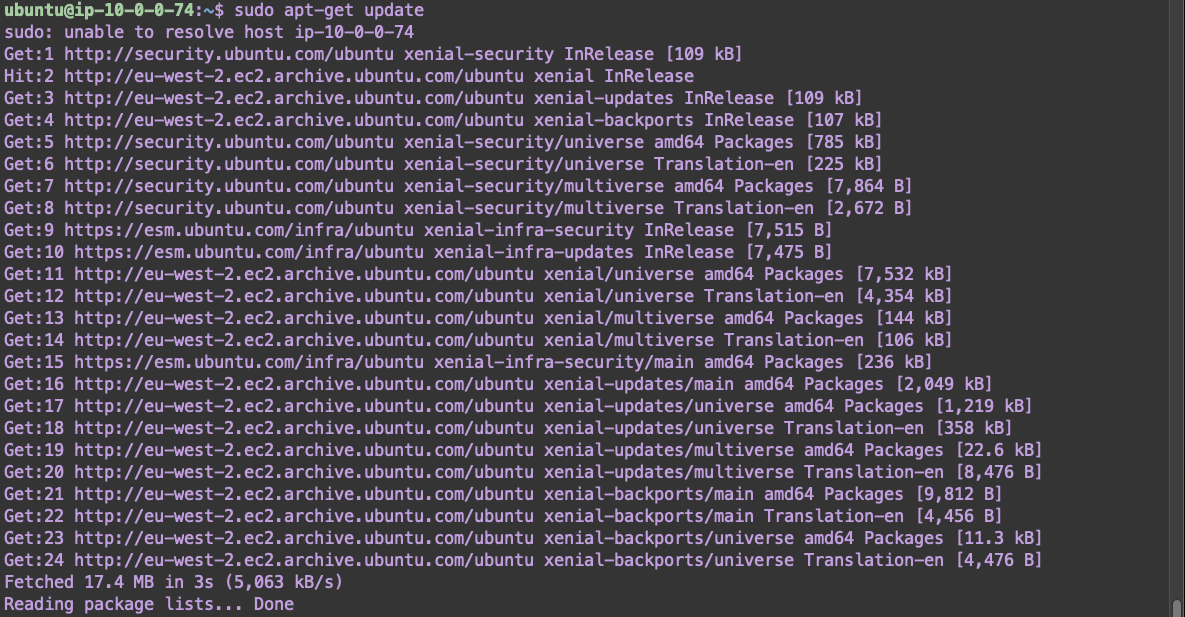 ubuntu@ip-10-0-0-74:~$ sudo apt-get update
sudo: unable to resolve host ip-10-0-0-74
Get:1 http://security.ubuntu.com/ubuntu xenial-security InRelease [109 kB]
Hit:2 http://eu-west-2.ec2.archive.ubuntu.com/ubuntu xenial InRelease
Get:3 http://eu-west-2.ec2.archive.ubuntu.com/ubuntu xenial-updates InRelease [109 kB]
Get:4 http://eu-west-2.ec2.archive.ubuntu.com/ubuntu xenial-backports InRelease [107 kB]
Get:5 http://security.ubuntu.com/ubuntu xenial-security/universe amd64 Packages [785 kB]
Get:6 http://security.ubuntu.com/ubuntu xenial-security/universe Translation-en [225 kB]
Get:7 http://security.ubuntu.com/ubuntu xenial-security/multiverse amd64 Packages [7,864 B]
Get:8 http://security.ubuntu.com/ubuntu xenial-security/multiverse Translation-en [2,672 B]
Get:9 https://esm.ubuntu.com/infra/ubuntu xenial-infra-security InRelease [7,515 B]
Get:10 https://esm.ubuntu.com/infra/ubuntu xenial-infra-updates InRelease [7,475 B]
Get:11 http://eu-west-2.ec2.archive.ubuntu.com/ubuntu xenial/universe amd64 Packages [7,532 kB]
Get:12 http://eu-west-2.ec2.archive.ubuntu.com/ubuntu xenial/universe Translation-en [4,354 kB]
Get:13 http://eu-west-2.ec2.archive.ubuntu.com/ubuntu xenial/multiverse amd64 Packages [144 kB]
Get:14 http://eu-west-2.ec2.archive.ubuntu.com/ubuntu xenial/multiverse Translation-en [106 kB]
Get:15 https://esm.ubuntu.com/infra/ubuntu xenial-infra-security/main amd64 Packages [236 kB]
Get:16 http://eu-west-2.ec2.archive.ubuntu.com/ubuntu xenial-updates/main amd64 Packages [2,049 kB]
Get:17 http://eu-west-2.ec2.archive.ubuntu.com/ubuntu xenial-updates/universe amd64 Packages [1,219 kB]
Get:18 http://eu-west-2.ec2.archive.ubuntu.com/ubuntu xenial-updates/universe Translation-en [358 kB]
Get:19 http://eu-west-2.ec2.archive.ubuntu.com/ubuntu xenial-updates/multiverse amd64 Packages [22.6 kB]
Get:20 http://eu-west-2.ec2.archive.ubuntu.com/ubuntu xenial-updates/multiverse Translation-en [8,476 B]
Get:21 http://eu-west-2.ec2.archive.ubuntu.com/ubuntu xenial-backports/main amd64 Packages [9,812 B]
Get:22 http://eu-west-2.ec2.archive.ubuntu.com/ubuntu xenial-backports/main Translation-en [4,456 B]
Get:23 http://eu-west-2.ec2.archive.ubuntu.com/ubuntu xenial-backports/universe amd64 Packages [11.3 kB]
Get:24 http://eu-west-2.ec2.archive.ubuntu.com/ubuntu xenial-backports/universe Translation-en [4,476 B]
Fetched 17.4 MB in 3s (5,063 kB/s)
Reading package lists... Done